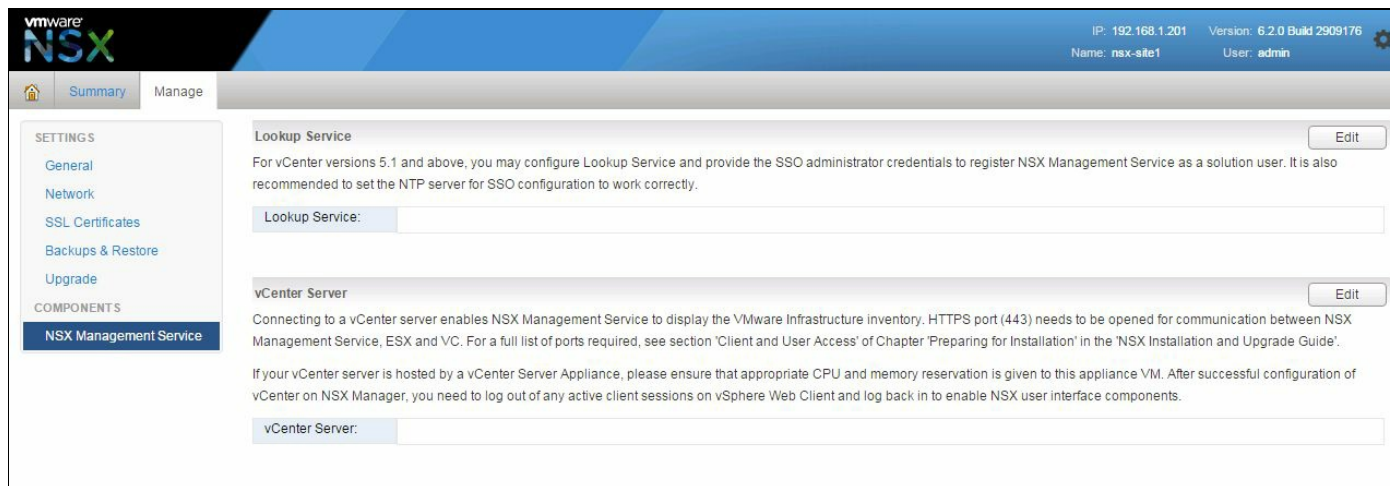 vmware
NSX
IP: 192.168.1.201 Version: 6.2.0 Build 2909176
Name: nsx-site1 User: admin
Summary Manage
SETTINGS
General
Network
SSL Certificates
Backups & Restore
Upgrade
COMPONENTS
NSX Management Service
Lookup Service Edit
For vCenter versions 5.1 and above, you may configure Lookup Service and provide the SSO administrator credentials to register NSX Management Service as a solution user. It is also
recommended to set the NTP server for SSO configuration to work correctly.
Lookup Service:
vCenter Server Edit
Connecting to a vCenter server enables NSX Management Service to display the VMware Infrastructure inventory. HTTPS port (443) needs to be opened for communication between NSX
Management Service, ESX and VC. For a full list of ports required, see section 'Client and User Access' of Chapter 'Preparing for Installation' in the 'NSX Installation and Upgrade Guide'.
If your vCenter server is hosted by a vCenter Server Appliance, please ensure that appropriate CPU and memory reservation is given to this appliance VM. After successful configuration of
vCenter on NSX Manager, you need to log out of any active client sessions on vSphere Web Client and log back in to enable NSX user interface components.
vCenter Server: